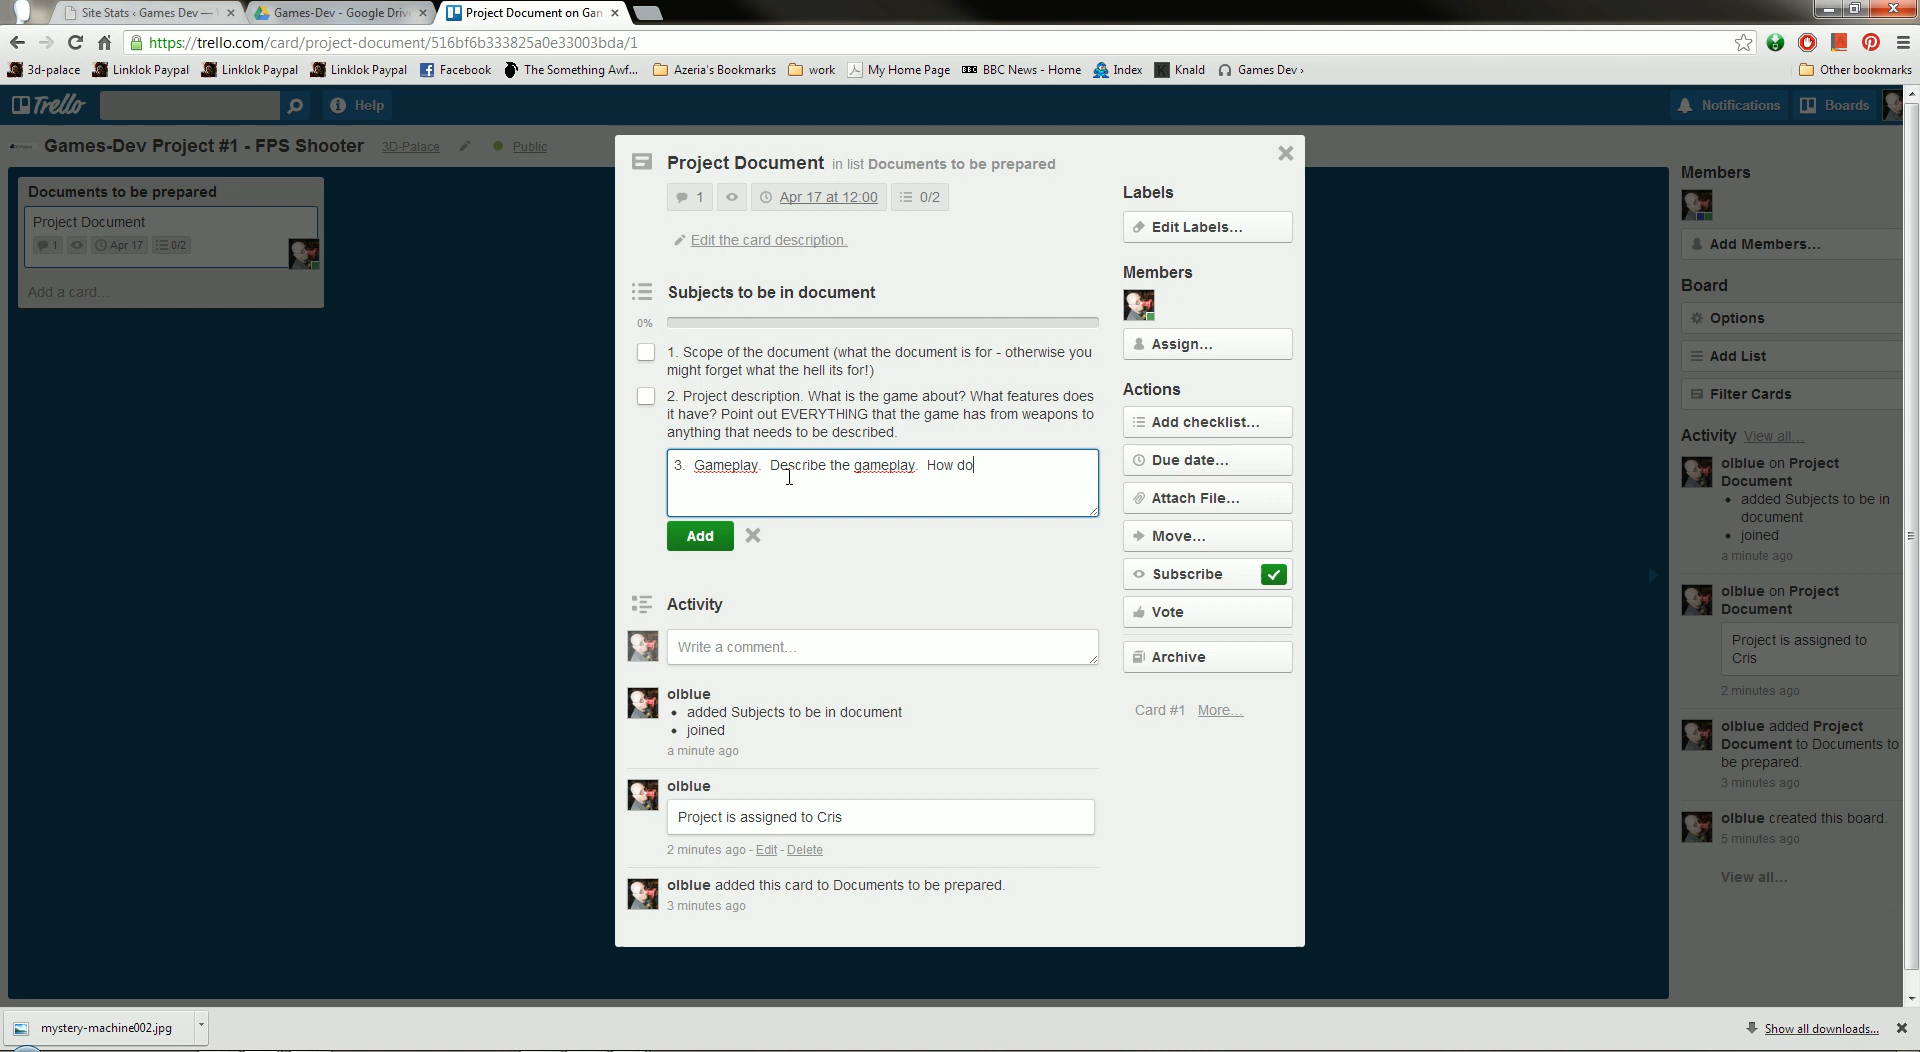 Site Stats ‹ Games Dev —
Games-Dev - Google Driv
Project Document on Gan
https://trello.com/card/project-document/516bf6b333825a0e33003bda/1
3d-palace
Linklok Paypal
Linklok Paypal
Linklok Paypal
Facebook
The Something Awf...
Azeria's Bookmarks
work
My Home Page
BBC News - Home
Index
Knald
Games Dev ›
Other bookmarks
Trello
Help
Notifications
Boards
Games-Dev Project #1 - FPS Shooter
3D-Palace
Public
Documents to be prepared
Project Document
1
Apr 17
0/2
Add a card...
Project Document in list Documents to be prepared
1
Apr 17 at 12:00
0/2
Edit the card description.
Subjects to be in document
0%
1. Scope of the document (what the document is for - otherwise you
might forget what the hell its for!)
2. Project description. What is the game about? What features does
it have? Point out EVERYTHING that the game has from weapons to
anything that needs to be described.
3. Gameplay. Describe the gameplay. How do
Add
Activity
Write a comment...
olblue
added Subjects to be in document
joined
a minute ago
olblue
Project is assigned to Cris
2 minutes ago - Edit - Delete
olblue added this card to Documents to be prepared.
3 minutes ago
Labels
Edit Labels...
Members
Assign...
Actions
Add checklist...
Due date...
Attach File...
Move...
Subscribe
Vote
Archive
Card #1 More...
Members
Add Members...
Board
Options
Add List
Filter Cards
Activity View all...
olblue on Project
Document
added Subjects to be in
document
joined
a minute ago
olblue on Project
Document
Project is assigned to
Cris
2 minutes ago
olblue added Project
Document to Documents to
be prepared.
3 minutes ago
olblue created this board.
5 minutes ago
View all...
mystery-machine002.jpg
Show all downloads...